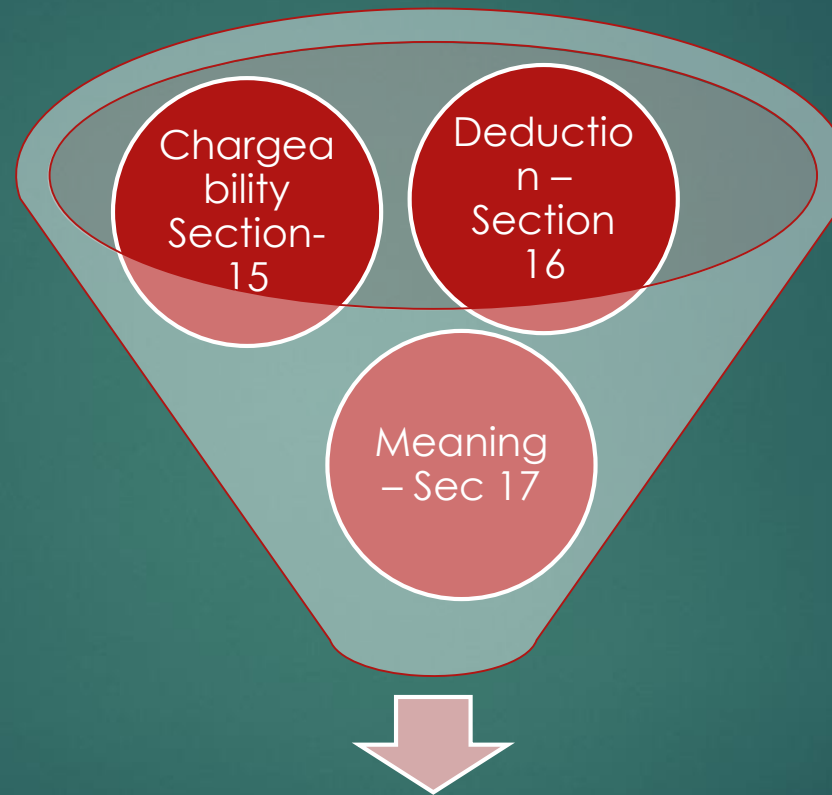 Chargea
bility
Section-
15
Deductio
n –
Section
16
Meaning
– Sec 17